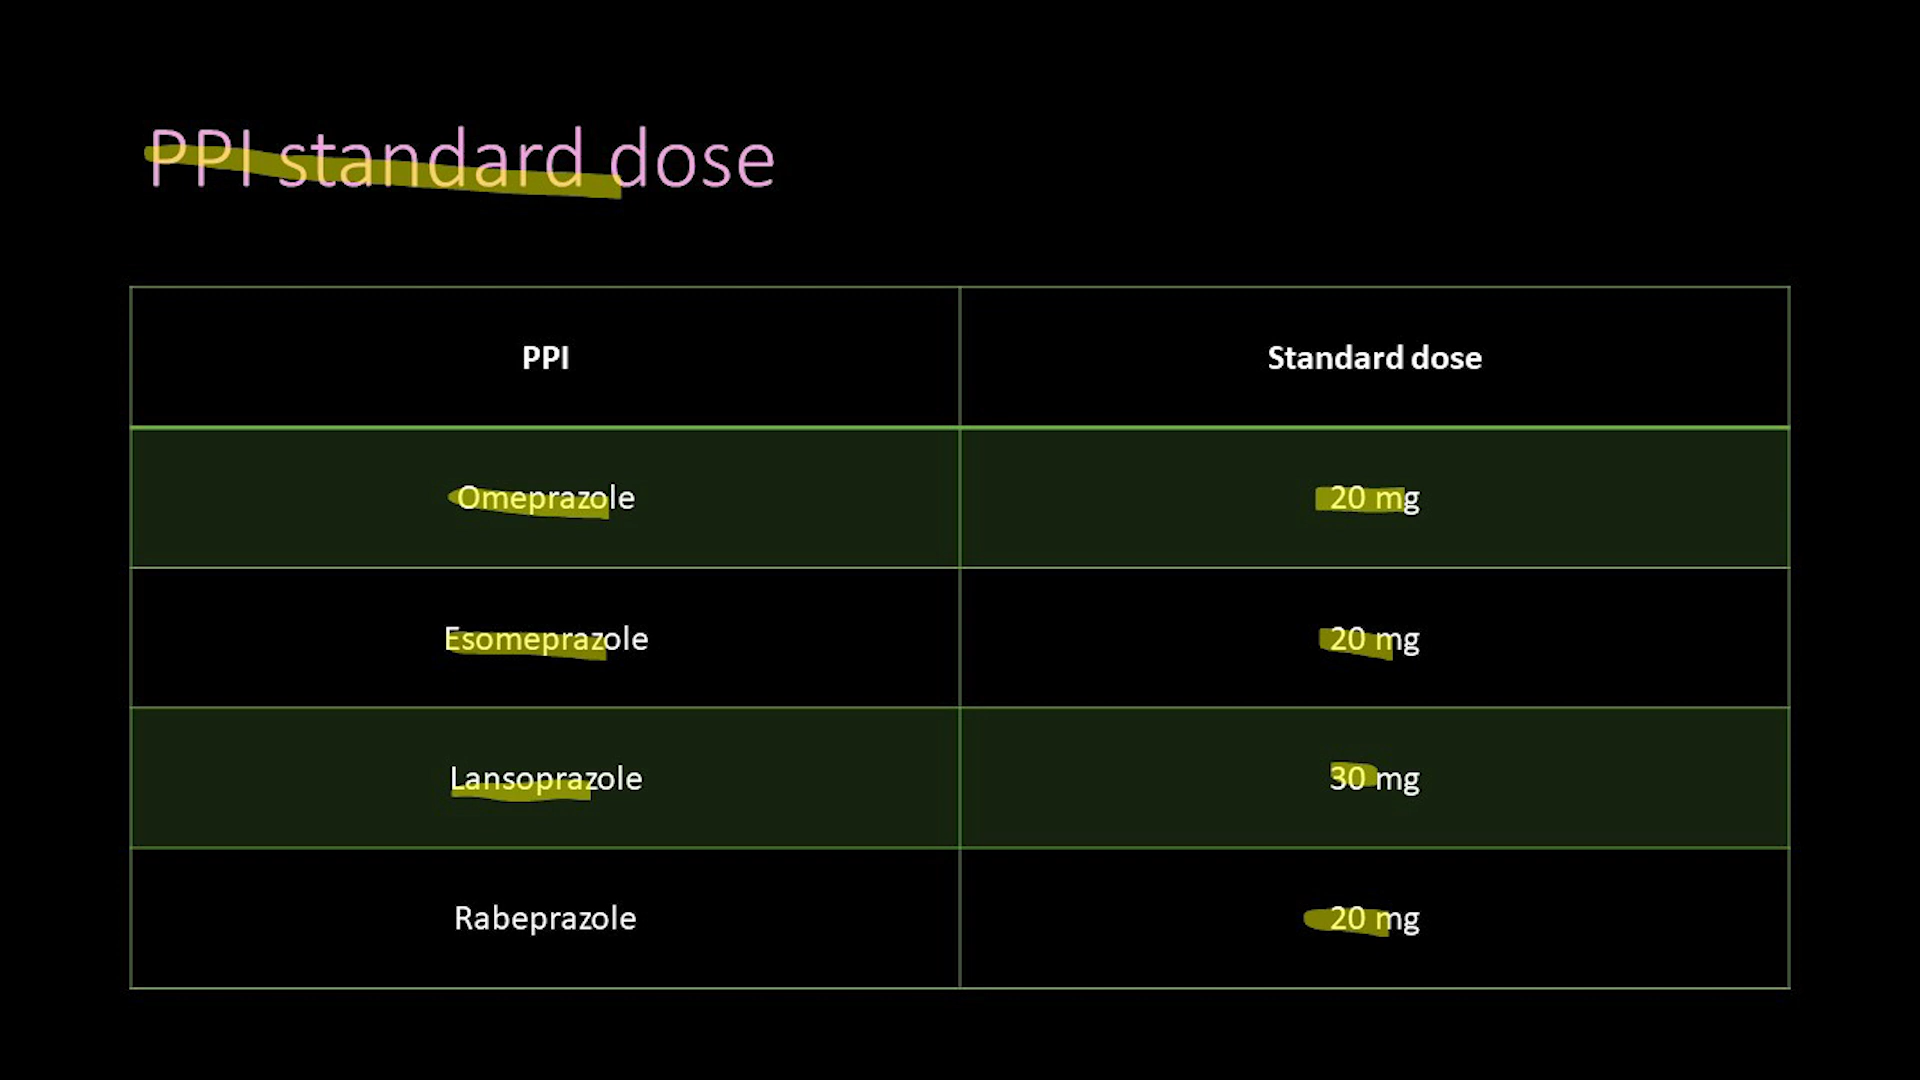 PPI standard dose
PPI Standard dose
Omeprazole 20 mg
Esomeprazole 20 mg
Lansoprazole 30 mg
Rabeprazole 20 mg